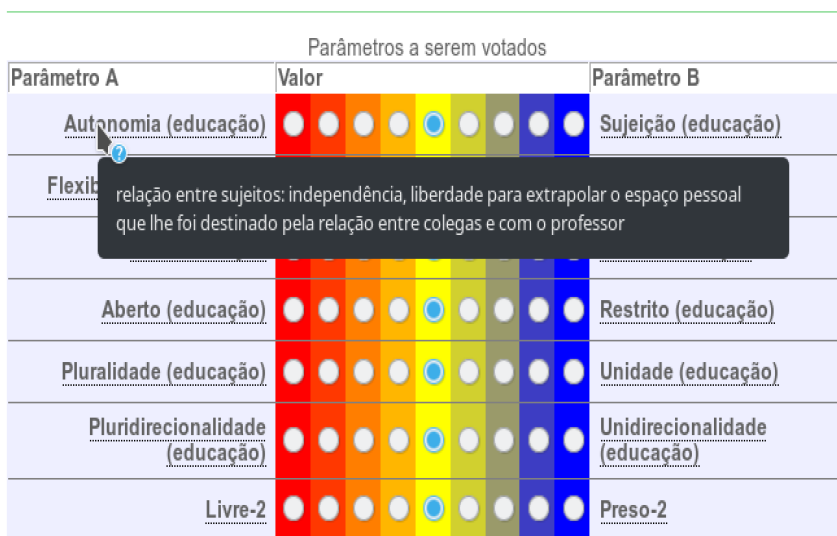 Parâmetros a serem votados
Parâmetro A Valor Parâmetro B
Autonomia (educação) Sujeição (educação)
?
relação entre sujeitos: independência, liberdade para extrapolar o espaço pessoal
que lhe foi destinado pela relação entre colegas e com o professor
Aberto (educação) Restrito (educação)
Pluralidade (educação) Unidade (educação)
Pluridirecionalidade Unidirecionalidade
(educação) (educação)
Livre-2 Preso-2